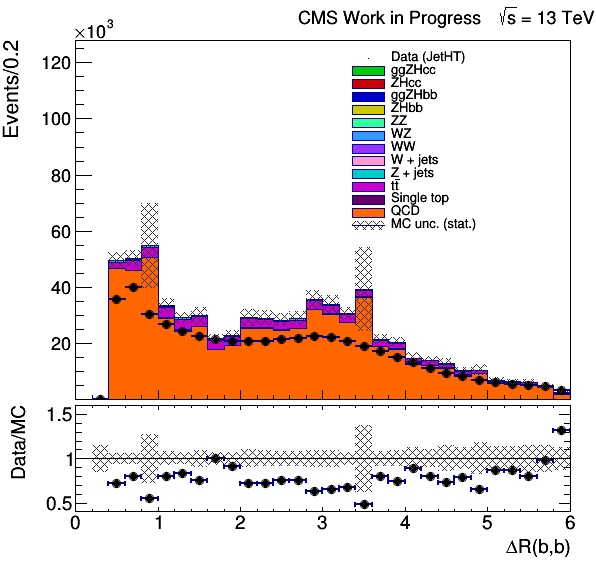 CMS Work in Progress √s = 13 TeV
×10³
Events/0.2
120
100
80
60
40
20
Data (JetHT)
ggZHcc
ZHcc
ggZHbb
ZHbb
ZZ
WZ
WW
W + jets
Z + jets
tt̄
Single top
QCD
MC unc. (stat.)
Data/MC
1.5
1
0.5
0 1 2 3 4 5 6
ΔR(b,b)